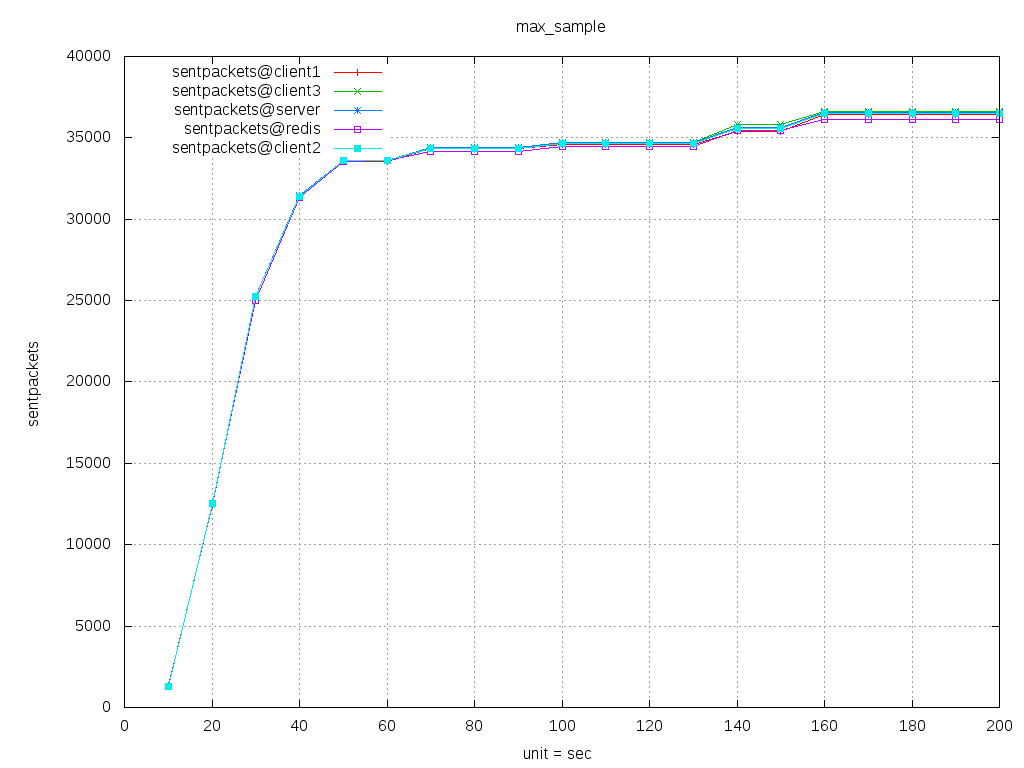 max_sample
40000
35000
30000
25000
20000
15000
10000
5000
0
sentpackets
sentpackets@client1
sentpackets@client3
sentpackets@server
sentpackets@redis
sentpackets@client2
0 20 40 60 80 100 120 140 160 180 200
unit = sec